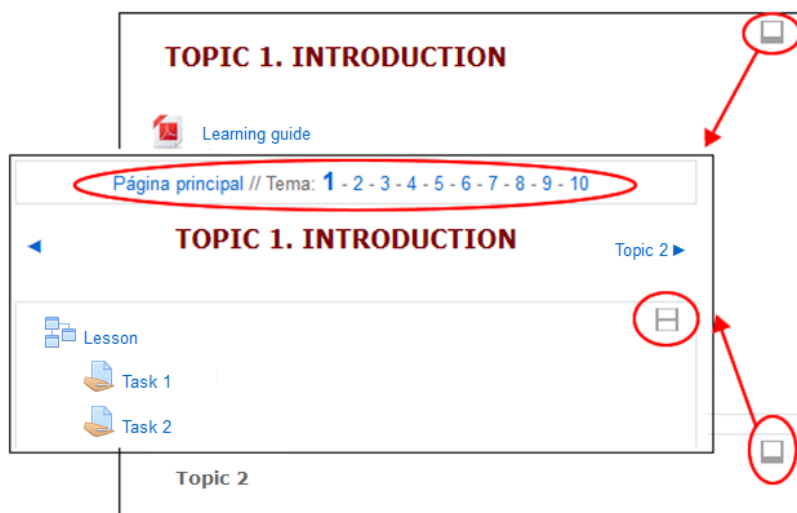 TOPIC 1. INTRODUCTION
Learning guide
Página principal // Tema: 1 - 2 - 3 - 4 - 5 - 6 - 7 - 8 - 9 - 10
◄ TOPIC 1. INTRODUCTION Topic 2 ►
Lesson
Task 1
Task 2
Topic 2